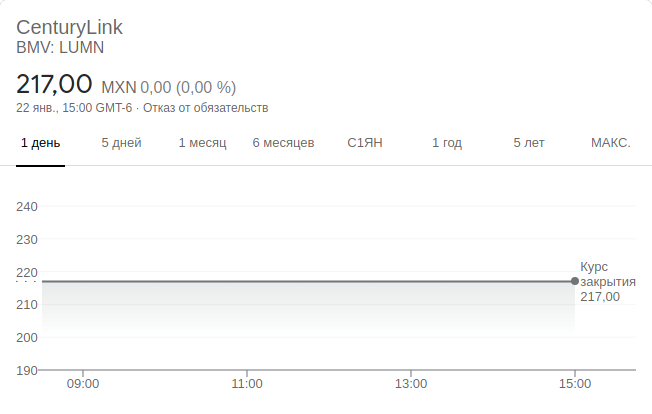 CenturyLink
BMV: LUMN
217,00 MXN 0,00 (0,00 %)
22 янв., 15:00 GMT-6 · Отказ от обязательств
1 день 5 дней 1 месяц 6 месяцев С1ЯН 1 год 5 лет МАКС.
240
230
220
210
200
190
Курс
закрытия
217,00
09:00 11:00 13:00 15:00